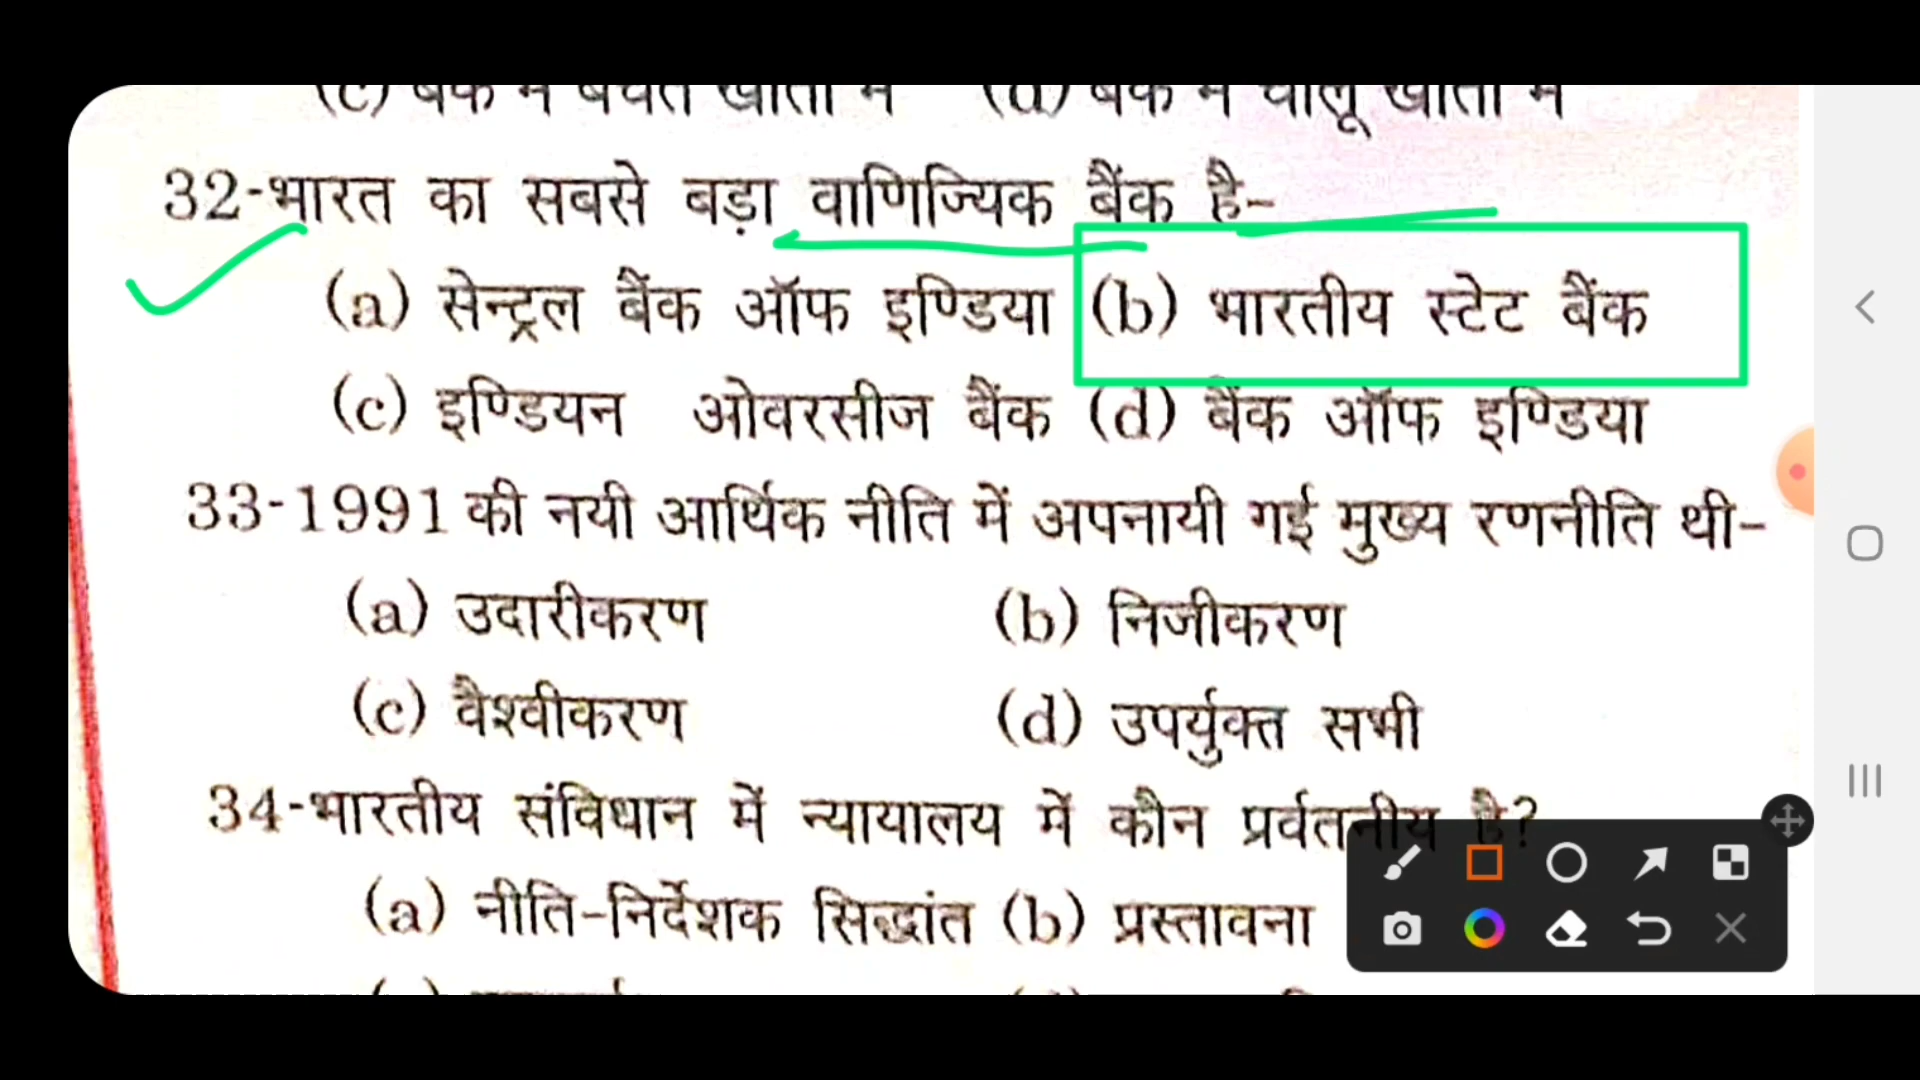 (c) बैंक में बचत खाता में (d) बैंक में चालू खाता में
32-भारत का सबसे बड़ा वाणिज्यिक बैंक है-
(a) सेन्ट्रल बैंक ऑफ इण्डिया (b) भारतीय स्टेट बैंक
(c) इण्डियन ओवरसीज बैंक (d) बैंक ऑफ इण्डिया
33-1991 की नयी आर्थिक नीति में अपनायी गई मुख्य रणनीति थी-
(a) उदारीकरण (b) निजीकरण
(c) वैश्वीकरण (d) उपर्युक्त सभी
34-भारतीय संविधान में न्यायालय में कौन प्रर्वतनीय है?
(a) नीति-निर्देशक सिद्धांत (b) प्रस्तावना